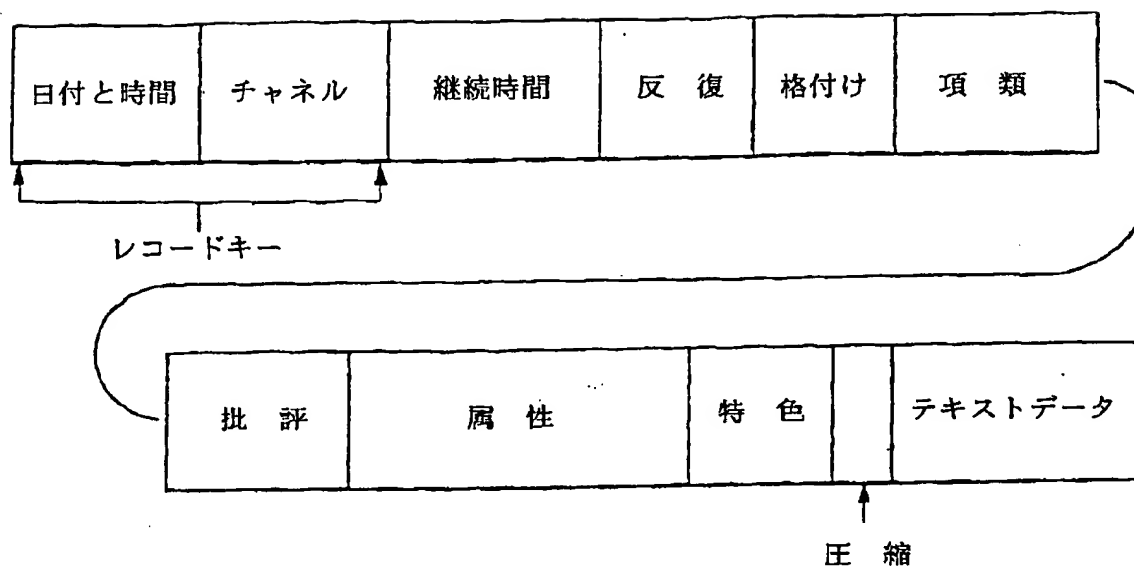 日付と時間 チャネル 継続時間 反復 格付け 項類
レコードキー
批評 属性 特色 テキストデータ
圧縮